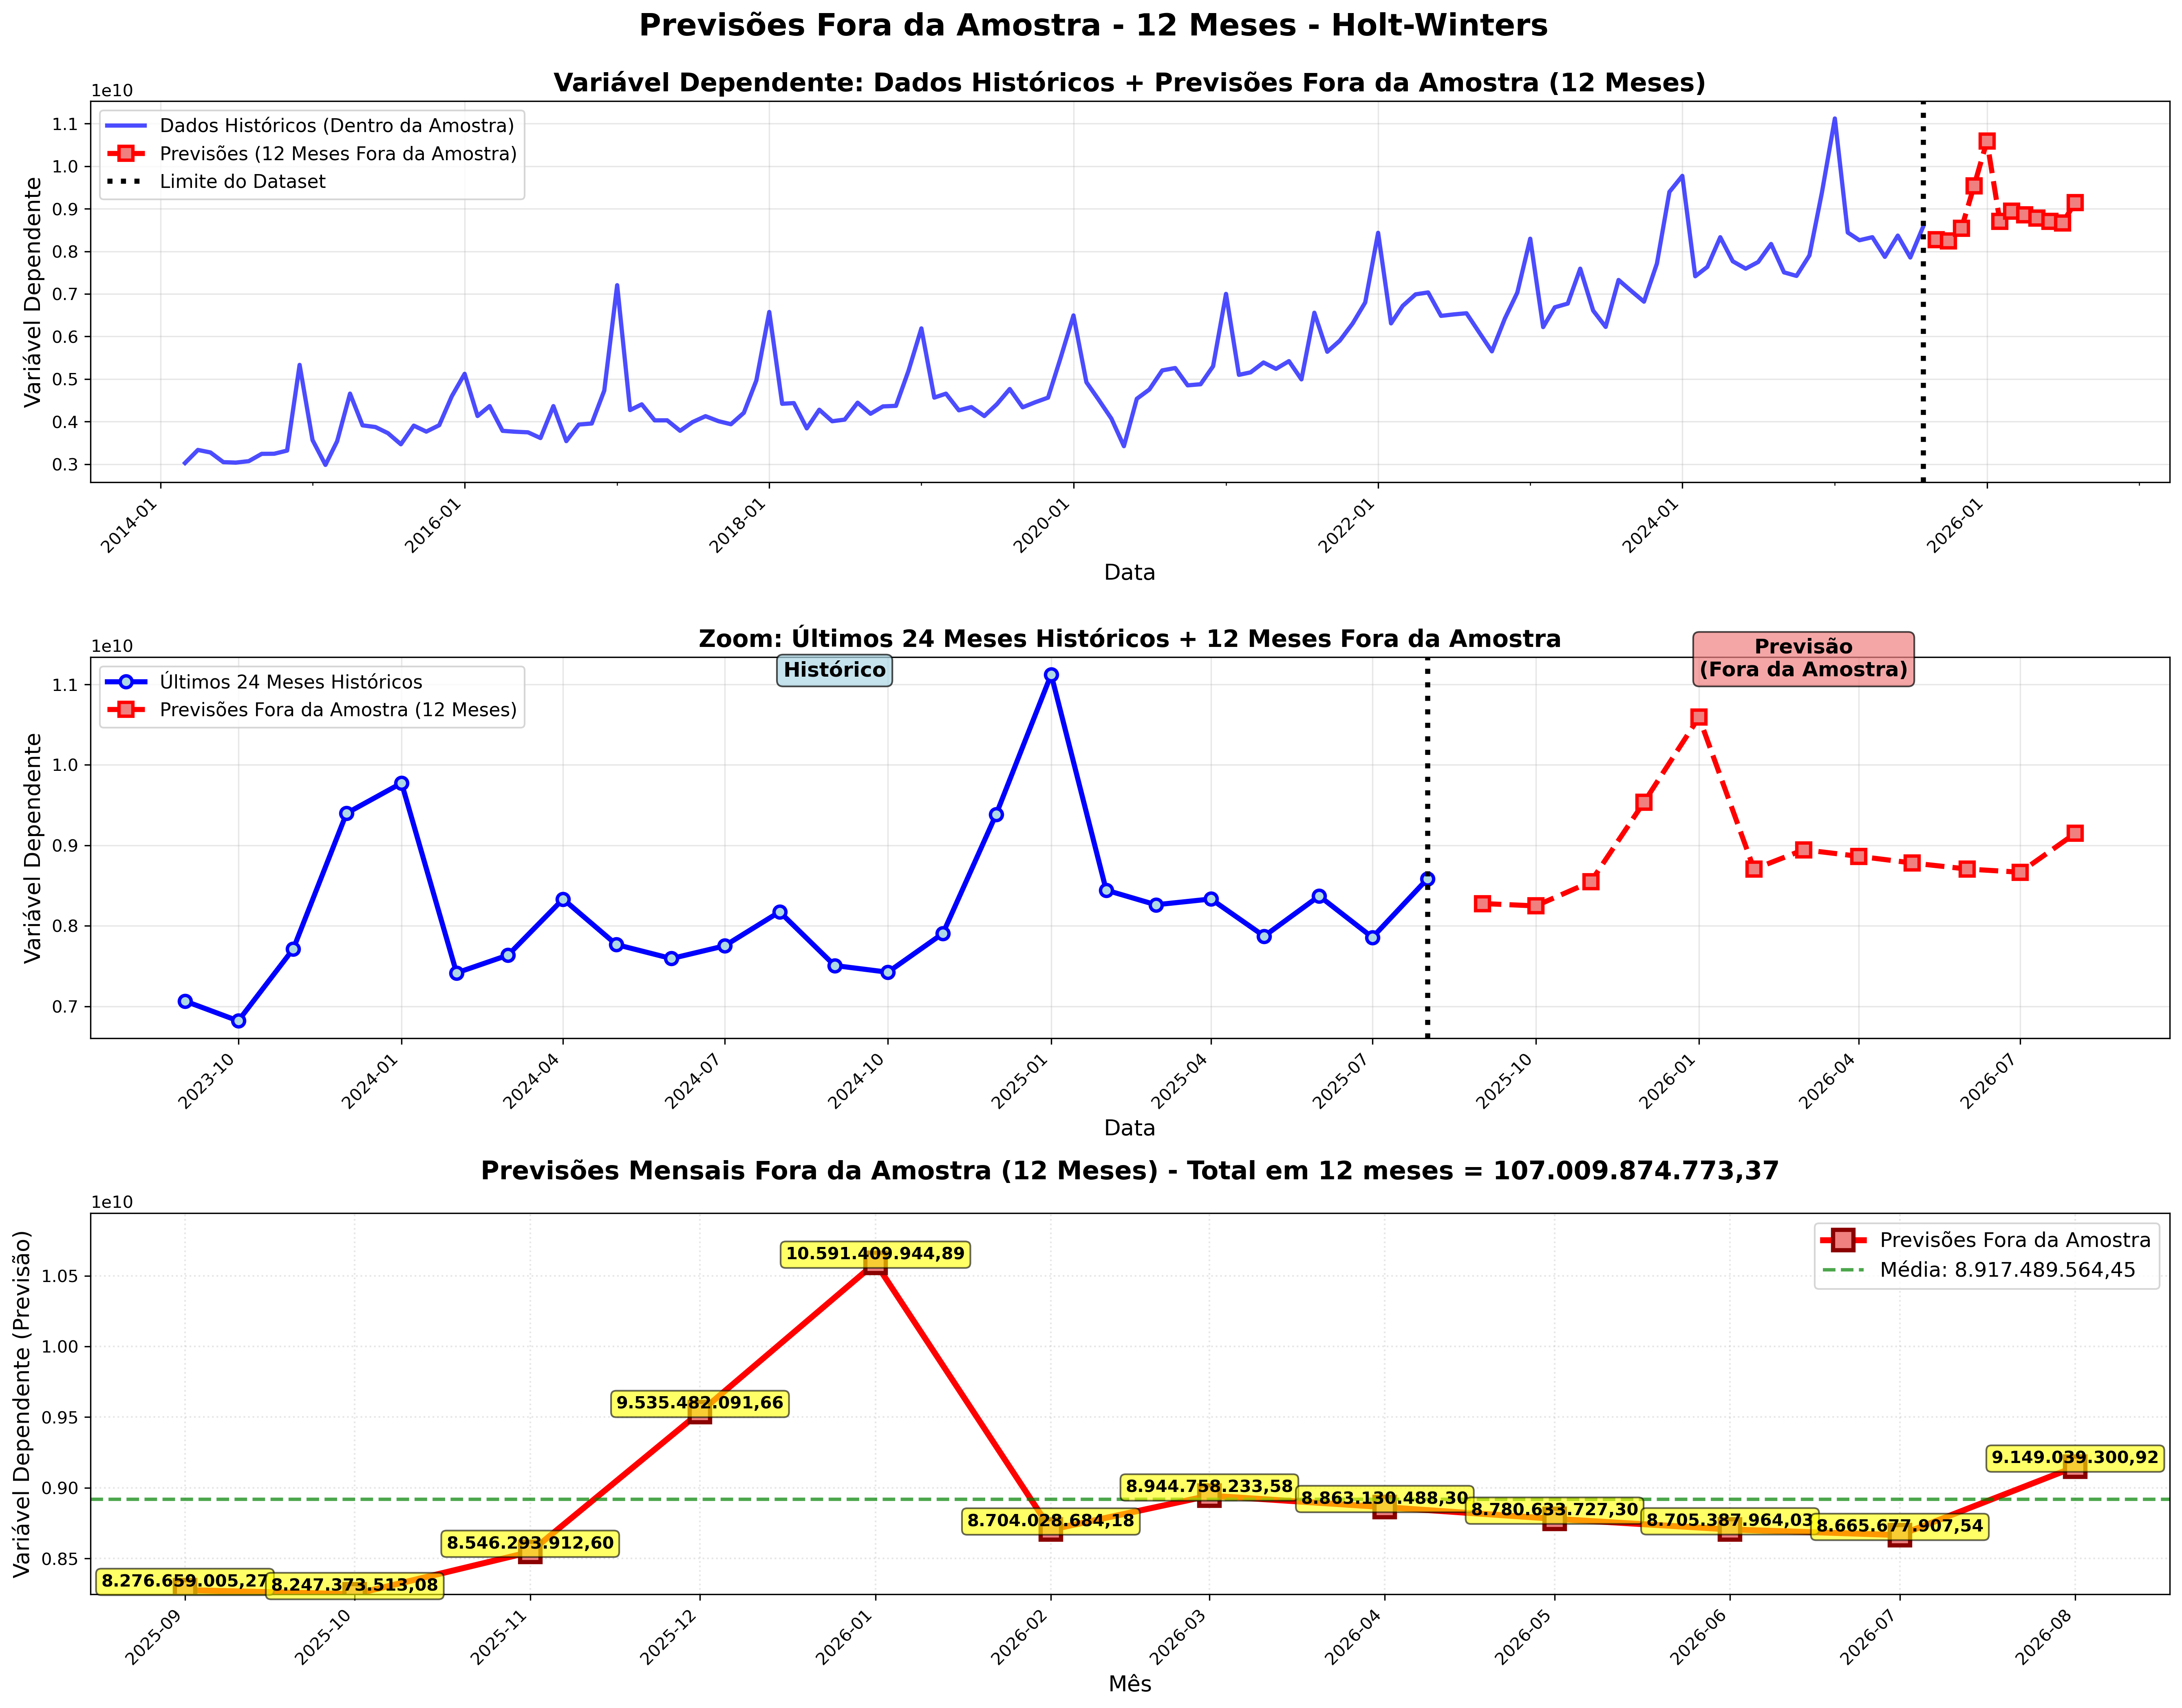 Previsões Fora da Amostra - 12 Meses - Holt-Winters
Variável Dependente: Dados Históricos + Previsões Fora da Amostra (12 Meses)
1e10
Variável Dependente
1.1
1.0
0.9
0.8
0.7
0.6
0.5
0.4
0.3
Dados Históricos (Dentro da Amostra)
Previsões (12 Meses Fora da Amostra)
Limite do Dataset
2014-01
2016-01
2018-01
2020-01
2022-01
2024-01
2026-01
Data
Zoom: Últimos 24 Meses Históricos + 12 Meses Fora da Amostra
1e10
Variável Dependente
1.1
1.0
0.9
0.8
0.7
Últimos 24 Meses Históricos
Previsões Fora da Amostra (12 Meses)
Histórico
Previsão
(Fora da Amostra)
2023-10
2024-01
2024-04
2024-07
2024-10
2025-01
2025-04
2025-07
2025-10
2026-01
2026-04
2026-07
Data
Previsões Mensais Fora da Amostra (12 Meses) - Total em 12 meses = 107.009.874.773,37
1e10
Variável Dependente (Previsão)
1.05
1.00
0.95
0.90
0.85
Previsões Fora da Amostra
Média: 8.917.489.564,45
8.276.659.005,27
8.247.373.513,08
8.546.293.912,60
9.535.482.091,66
10.591.409.944,89
8.704.028.684,18
8.944.758.233,58
8.863.130.488,30
8.780.633.727,30
8.705.387.964,03
8.665.677.907,54
9.149.039.300,92
2025-09
2025-10
2025-11
2025-12
2026-01
2026-02
2026-03
2026-04
2026-05
2026-06
2026-07
2026-08
Mês